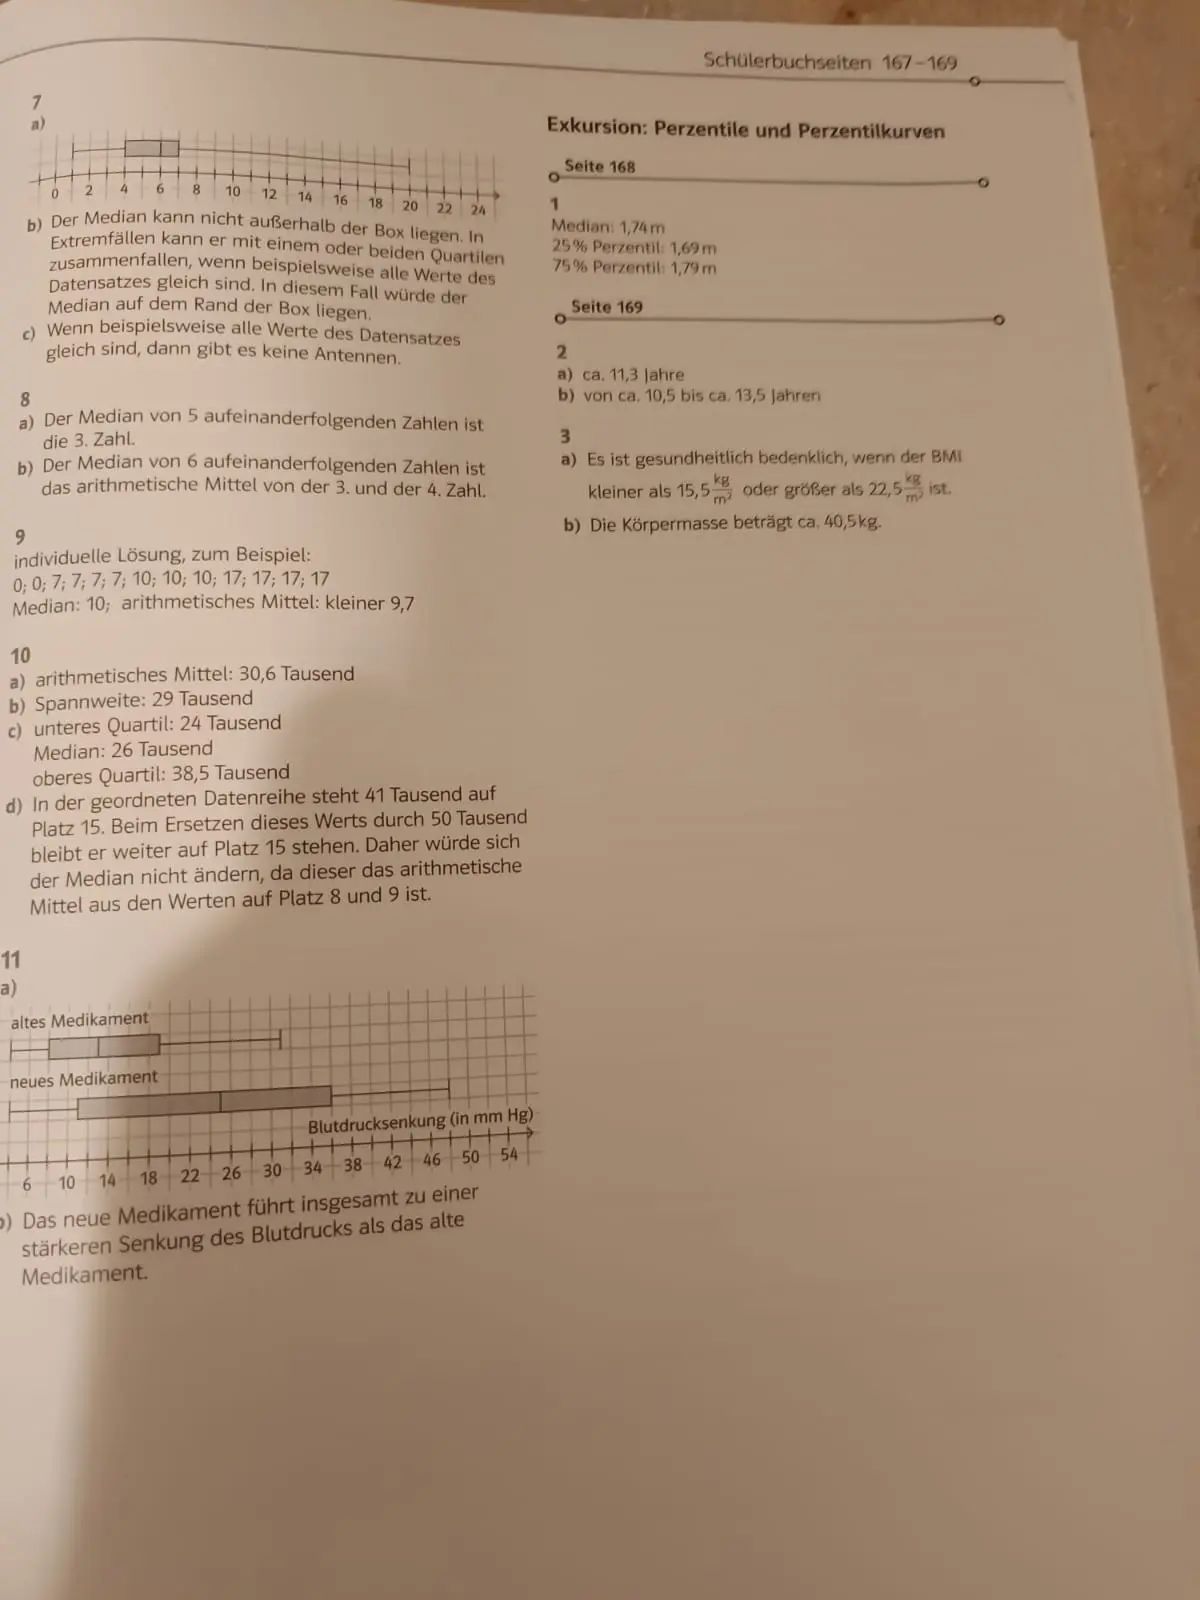 Schülerbuchseiten 167–169
7
a)
0 2 4 6 8 10 12 14 16 18 20 22 24
b) Der Median kann nicht außerhalb der Box liegen. In
Extremfällen kann er mit einem oder beiden Quartilen
zusammenfallen, wenn beispielsweise alle Werte des
Datensatzes gleich sind. In diesem Fall würde der
Median auf dem Rand der Box liegen.
c) Wenn beispielsweise alle Werte des Datensatzes
gleich sind, dann gibt es keine Antennen.
8
a) Der Median von 5 aufeinanderfolgenden Zahlen ist
die 3. Zahl.
b) Der Median von 6 aufeinanderfolgenden Zahlen ist
das arithmetische Mittel von der 3. und der 4. Zahl.
9
individuelle Lösung, zum Beispiel:
0; 0; 7; 7; 7; 7; 10; 10; 10; 17; 17; 17; 17
Median: 10; arithmetisches Mittel: kleiner 9,7
10
a) arithmetisches Mittel: 30,6 Tausend
b) Spannweite: 29 Tausend
c) unteres Quartil: 24 Tausend
Median: 26 Tausend
oberes Quartil: 38,5 Tausend
d) In der geordneten Datenreihe steht 41 Tausend auf
Platz 15. Beim Ersetzen dieses Werts durch 50 Tausend
bleibt er weiter auf Platz 15 stehen. Daher würde sich
der Median nicht ändern, da dieser das arithmetische
Mittel aus den Werten auf Platz 8 und 9 ist.
11
a)
altes Medikament
neues Medikament
Blutdrucksenkung (in mm Hg)
6 10 14 18 22 26 30 34 38 42 46 50 54
b) Das neue Medikament führt insgesamt zu einer
stärkeren Senkung des Blutdrucks als das alte
Medikament.
Exkursion: Perzentile und Perzentilkurven
Seite 168
1
Median: 1,74 m
25 % Perzentil: 1,69 m
75 % Perzentil: 1,79 m
Seite 169
2
a) ca. 11,3 Jahre
b) von ca. 10,5 bis ca. 13,5 Jahren
3
a) Es ist gesundheitlich bedenklich, wenn der BMI
kleiner als 15,5 kg/m² oder größer als 22,5 kg/m² ist.
b) Die Körpermasse beträgt ca. 40,5 kg.